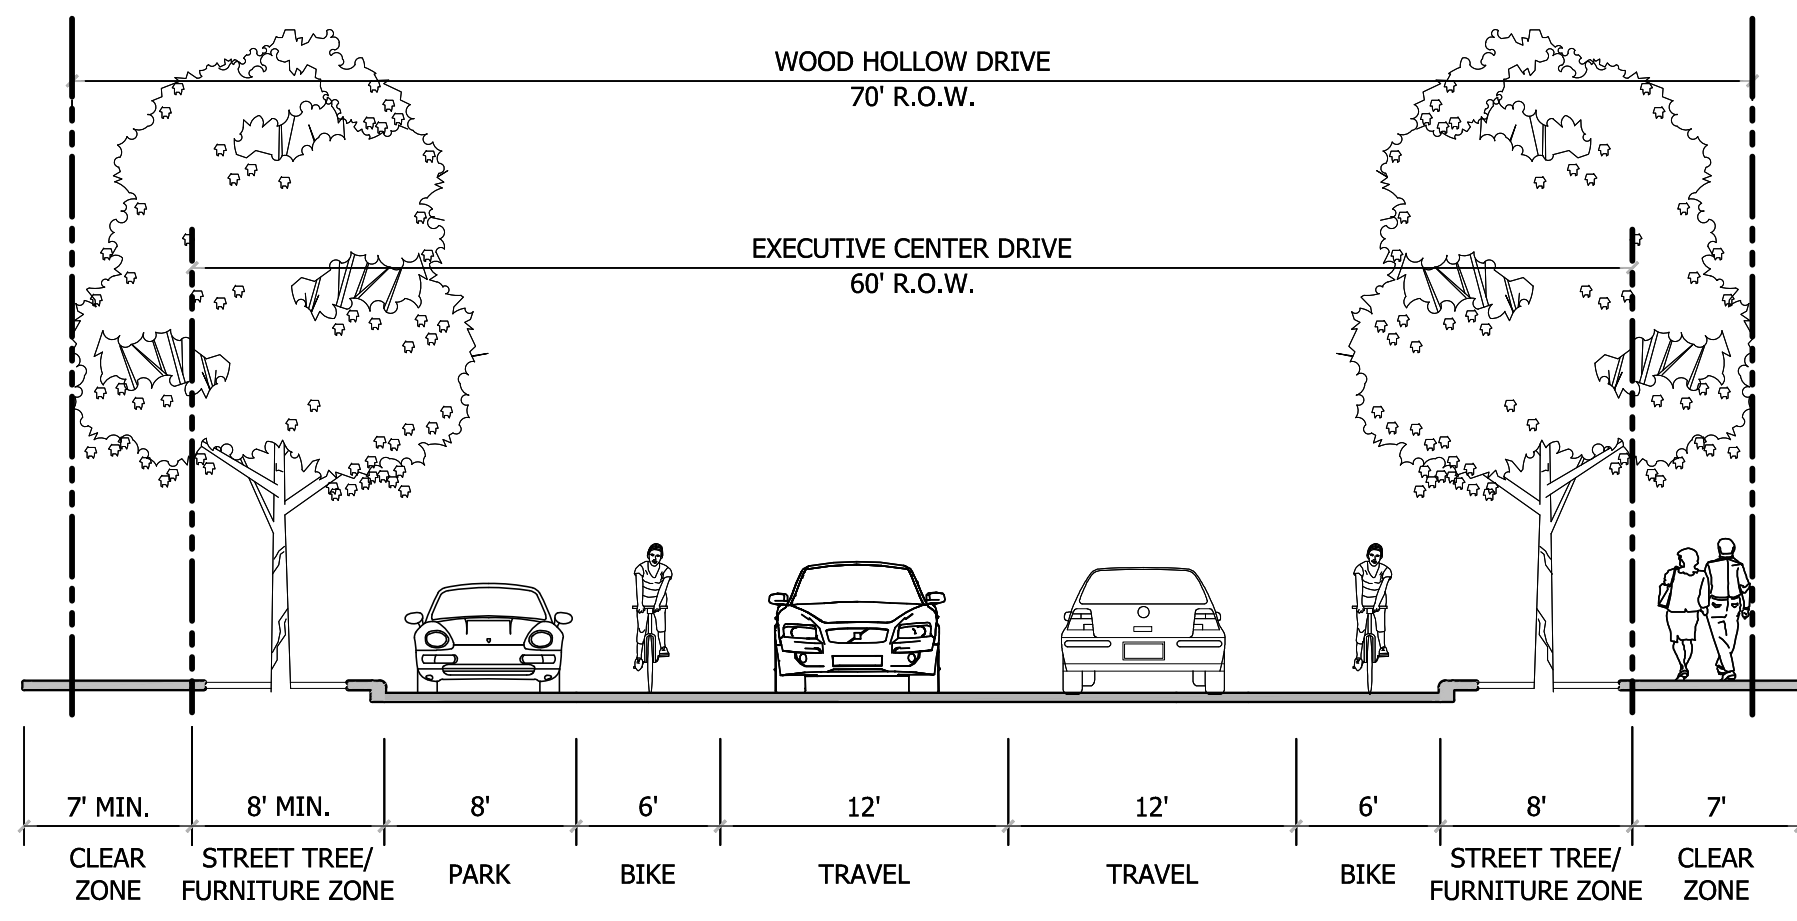 WOOD HOLLOW DRIVE
70' R.O.W.
EXECUTIVE CENTER DRIVE
60' R.O.W.
7' MIN.
8' MIN.
8'
6'
12'
12'
6'
8'
7'
CLEAR
ZONE
STREET TREE/
FURNITURE ZONE
PARK
BIKE
TRAVEL
TRAVEL
BIKE
STREET TREE/
FURNITURE ZONE
CLEAR
ZONE